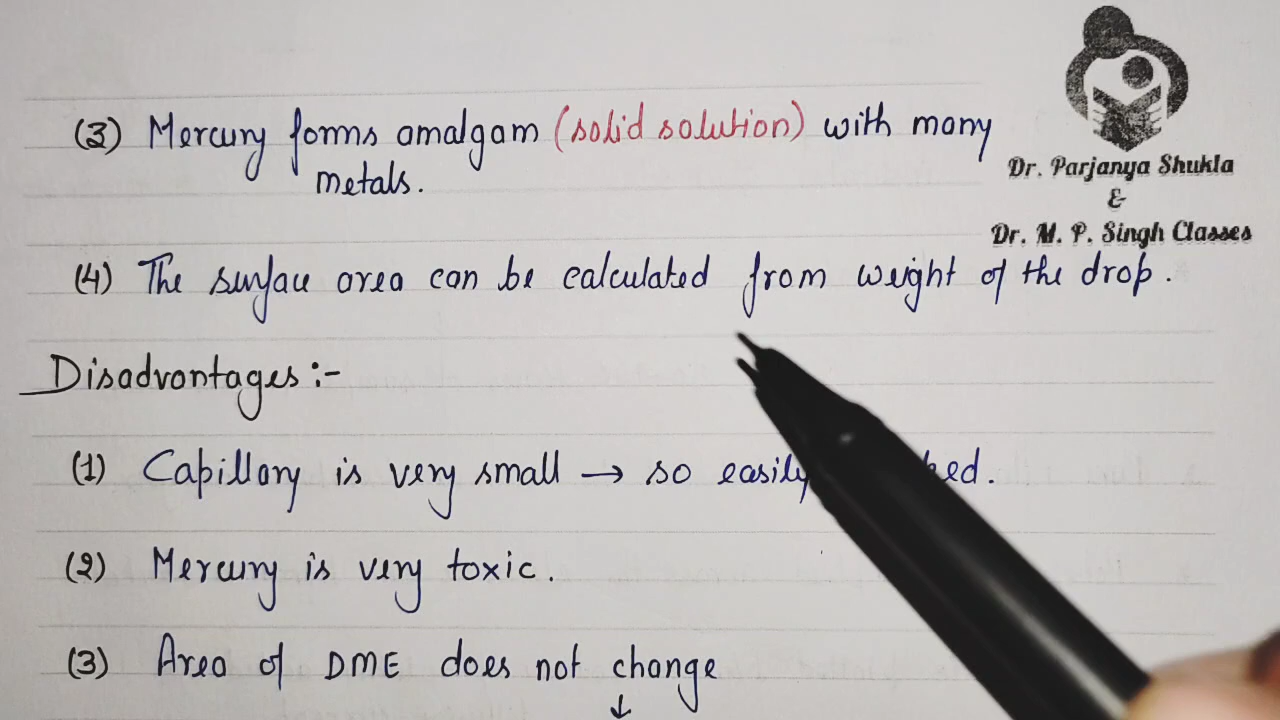 (3) Mercury forms amalgam (solid solution) with many
metals.
Dr. Parjanya Shukla
&
Dr. M. P. Singh Classes
(4) The surface area can be calculated from weight of the drop.
Disadvantages :-
(1) Capillary is very small → so easily
(2) Mercury is very toxic.
(3) Area of DME does not change
↓